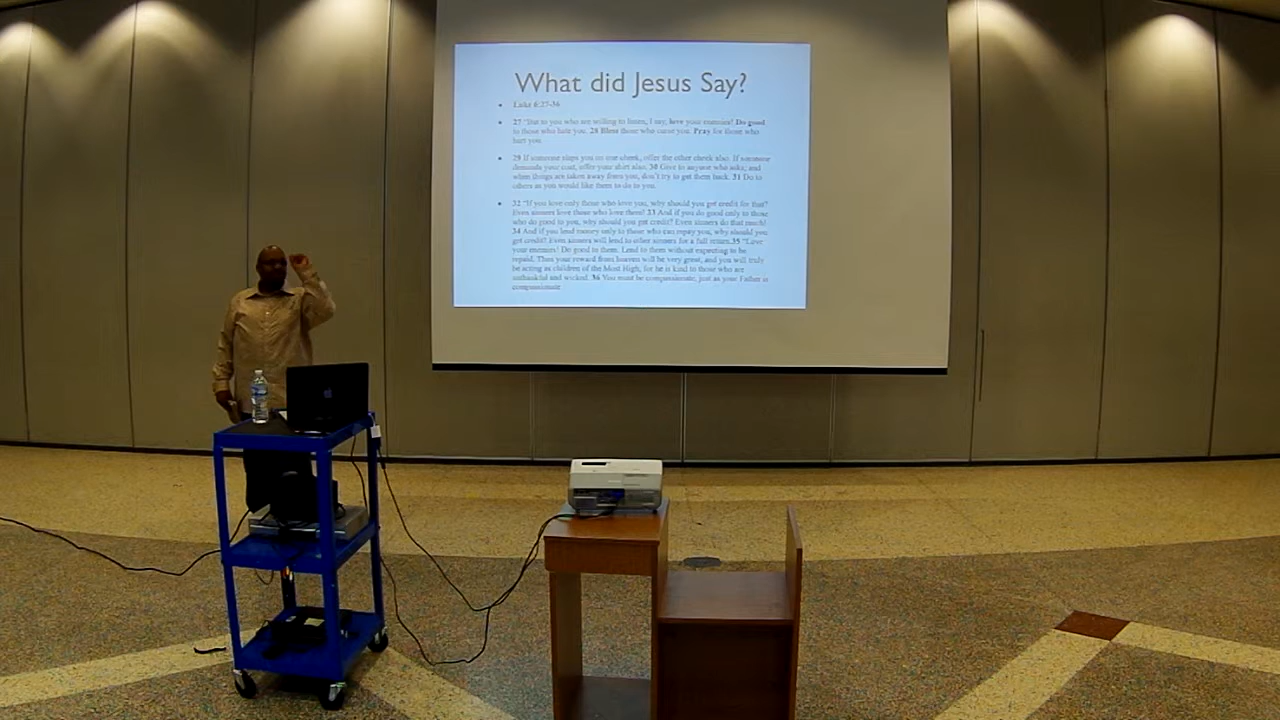 What did Jesus Say?
Luke 6:27-36
27 "But to you who are willing to listen, I say, love your enemies! Do good
to those who hate you. 28 Bless those who curse you. Pray for those who
hurt you.
29 If someone slaps you on one cheek, offer the other cheek also. If someone
demands your coat, offer your shirt also. 30 Give to anyone who asks; and
when things are taken away from you, don't try to get them back. 31 Do to
others as you would like them to do to you.
32 "If you love only those who love you, why should you get credit for that?
Even sinners love those who love them! 33 And if you do good only to those
who do good to you, why should you get credit? Even sinners do that much!
34 And if you lend money only to those who can repay you, why should you
get credit? Even sinners will lend to other sinners for a full return.35 "Love
your enemies! Do good to them. Lend to them without expecting to be
repaid. Then your reward from heaven will be very great, and you will truly
be acting as children of the Most High, for he is kind to those who are
unthankful and wicked. 36 You must be compassionate, just as your Father is
compassionate